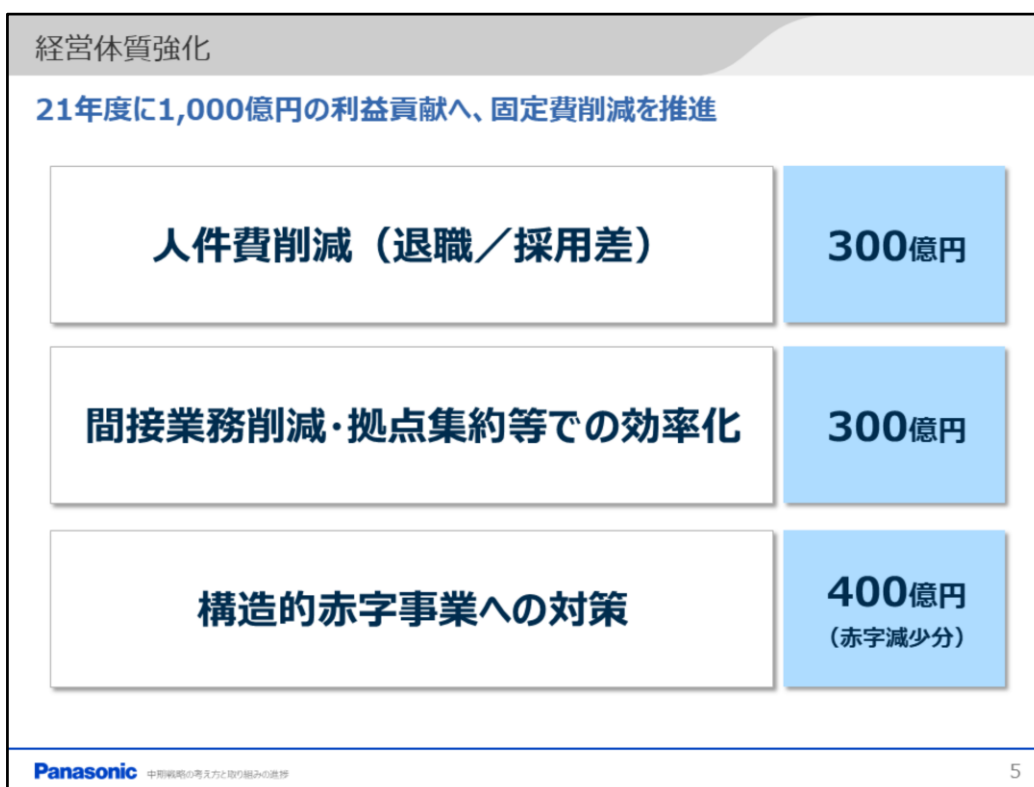 経営体質強化
21年度に1,000億円の利益貢献へ、固定費削減を推進
人件費削減（退職／採用差）
300億円
間接業務削減・拠点集約等での効率化
300億円
構造的赤字事業への対策
400億円
（赤字減少分）
Panasonic 中期戦略の考え方と取り組みの進捗
5